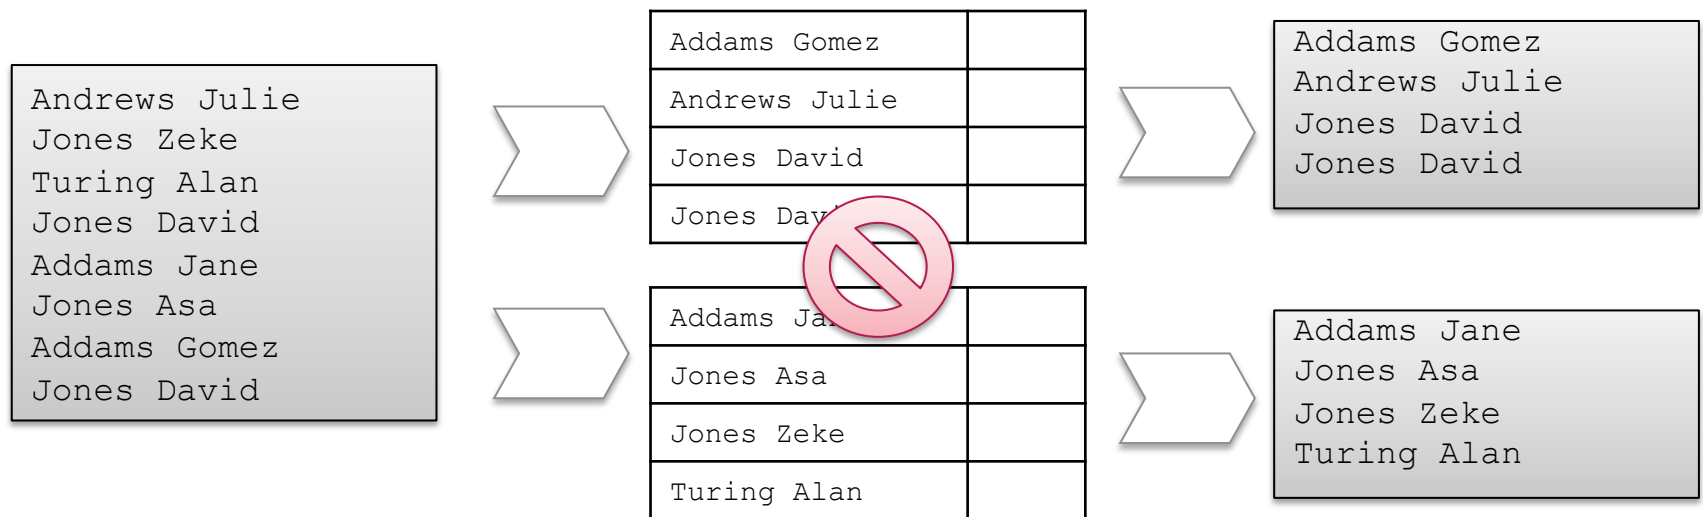 Andrews Julie
Jones Zeke
Turing Alan
Jones David
Addams Jane
Jones Asa
Addams Gomez
Jones David
Addams Gomez
Andrews Julie
Jones David
Jones
Addams
Jones Asa
Jones Zeke
Turing Alan
Addams Gomez
Andrews Julie
Jones David
Jones David
Addams Jane
Jones Asa
Jones Zeke
Turing Alan